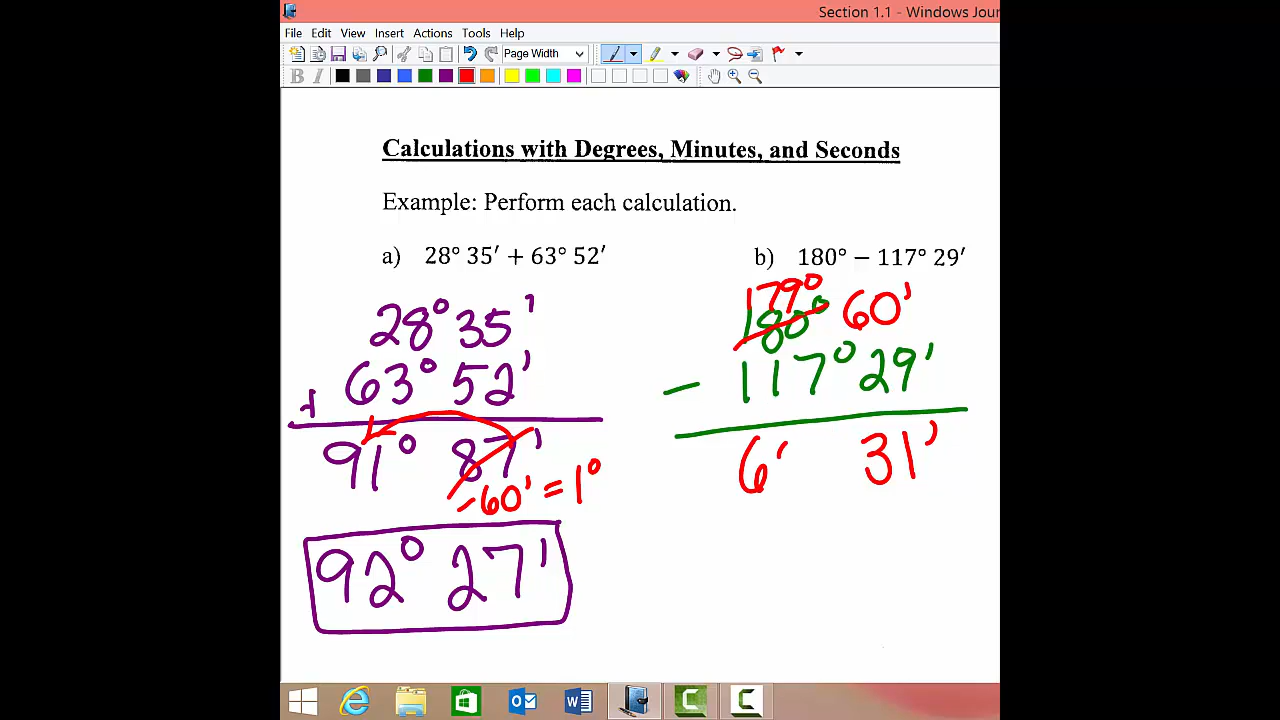 Section 1.1 - Windows Jour
File Edit View Insert Actions Tools Help
Page Width
B I
Calculations with Degrees, Minutes, and Seconds
Example: Perform each calculation.
a) 28° 35′ + 63° 52′
28° 35'
+ 63° 52'
91° 87'
-60' = 1°
92° 27'
b) 180° − 117° 29′
179° 60'
180°
- 117° 29'
6' 31'